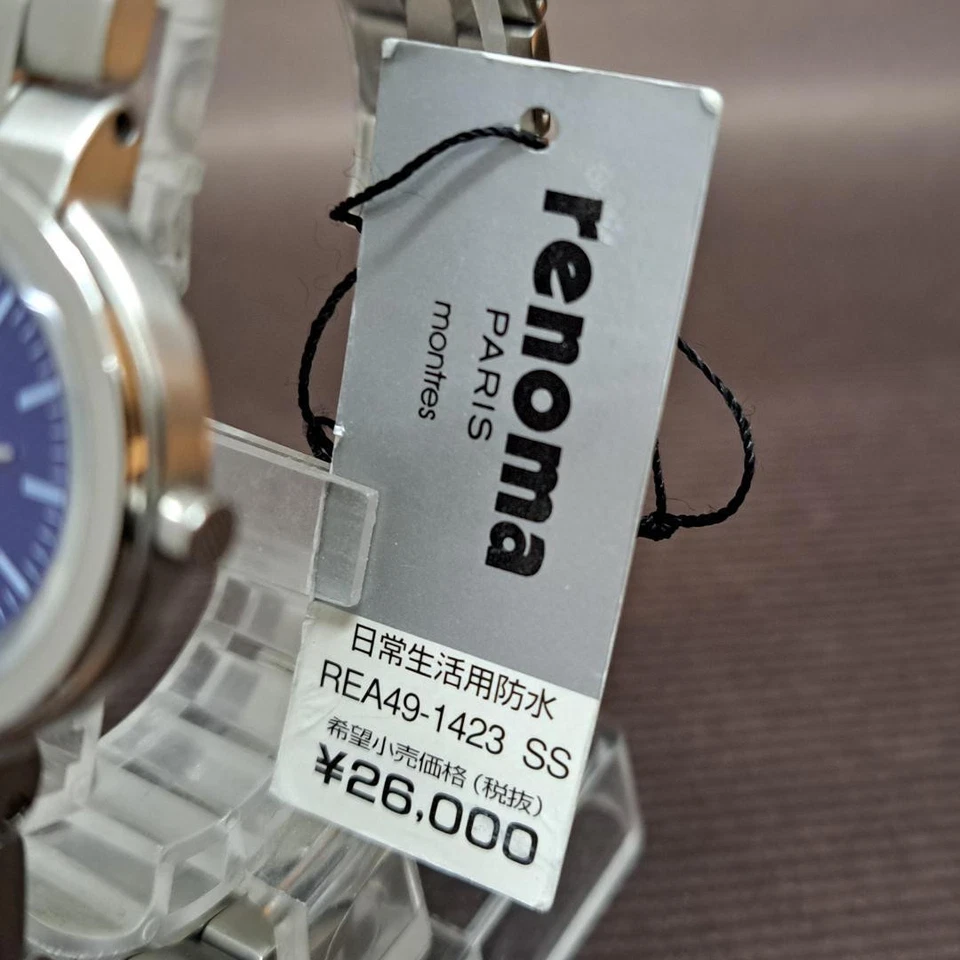 renoma
PARIS
montres
日常生活用防水
REA49-1423 SS
希望小売価格(税抜)
¥26,000